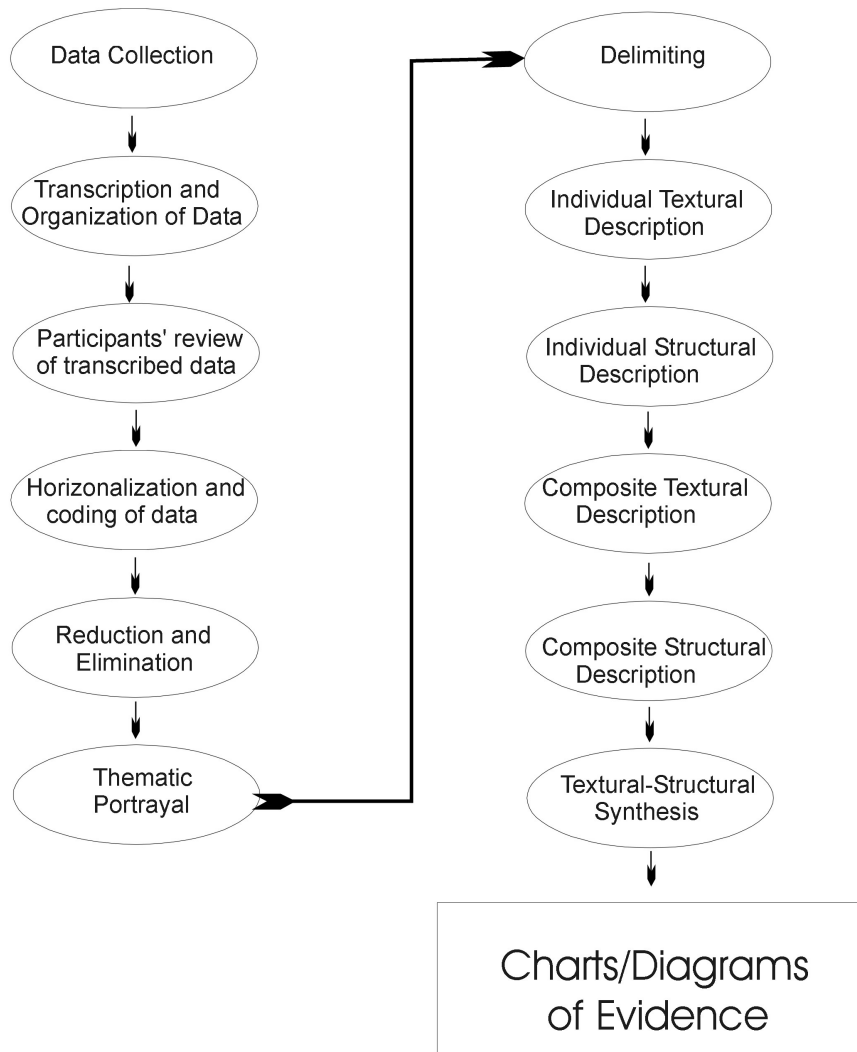 Data Collection
Transcription and
Organization of Data
Participants' review
of transcribed data
Horizonalization and
coding of data
Reduction and
Elimination
Thematic
Portrayal
Delimiting
Individual Textural
Description
Individual Structural
Description
Composite Textural
Description
Composite Structural
Description
Textural-Structural
Synthesis
Charts/Diagrams
of Evidence